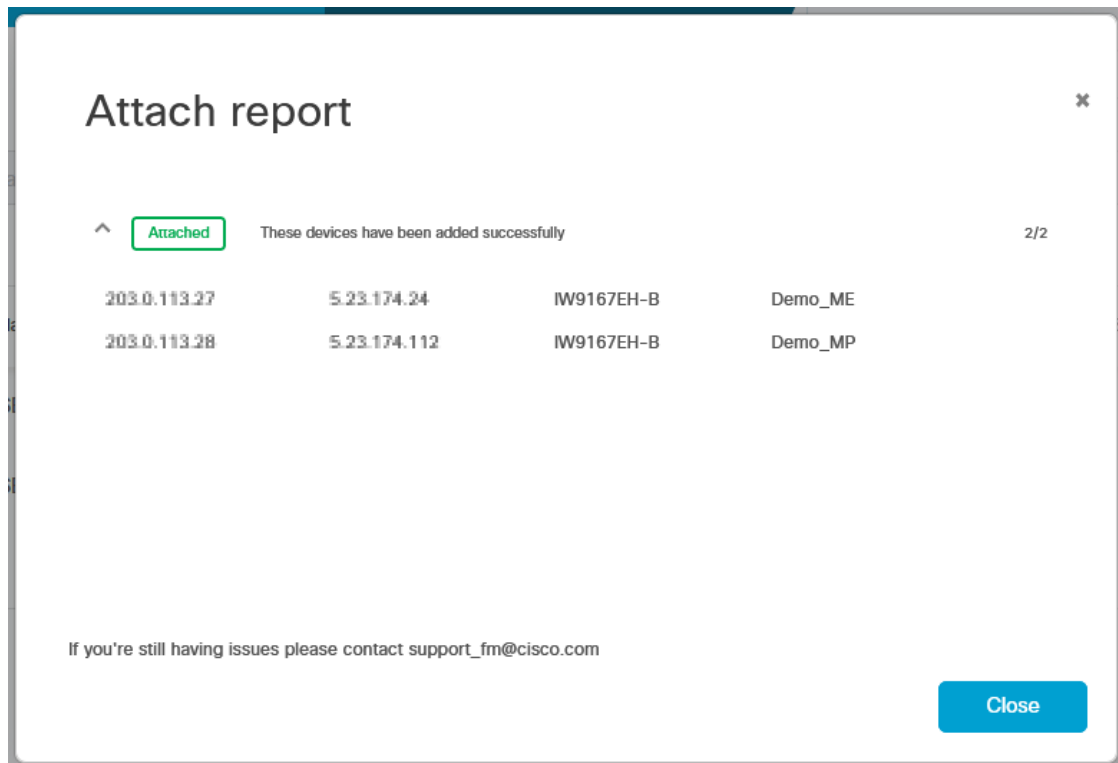 Attach report
Attached These devices have been added successfully 2/2
203.0.113.27 5.23.174.24 IW9167EH-B Demo_ME
203.0.113.28 5.23.174.112 IW9167EH-B Demo_MP
If you're still having issues please contact support_fm@cisco.com
Close